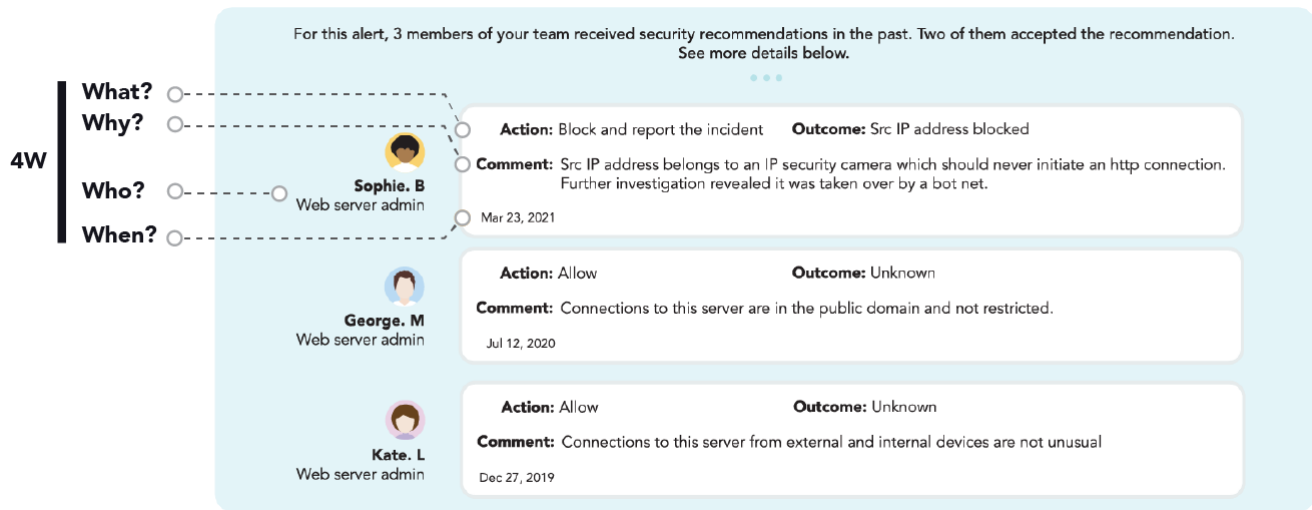 For this alert, 3 members of your team received security recommendations in the past. Two of them accepted the recommendation.
See more details below.
4W
What?
Why?
Who?
When?
Sophie. B
Web server admin
Action: Block and report the incident Outcome: Src IP address blocked
Comment: Src IP address belongs to an IP security camera which should never initiate an http connection.
Further investigation revealed it was taken over by a bot net.
Mar 23, 2021
George. M
Web server admin
Action: Allow Outcome: Unknown
Comment: Connections to this server are in the public domain and not restricted.
Jul 12, 2020
Kate. L
Web server admin
Action: Allow Outcome: Unknown
Comment: Connections to this server from external and internal devices are not unusual
Dec 27, 2019